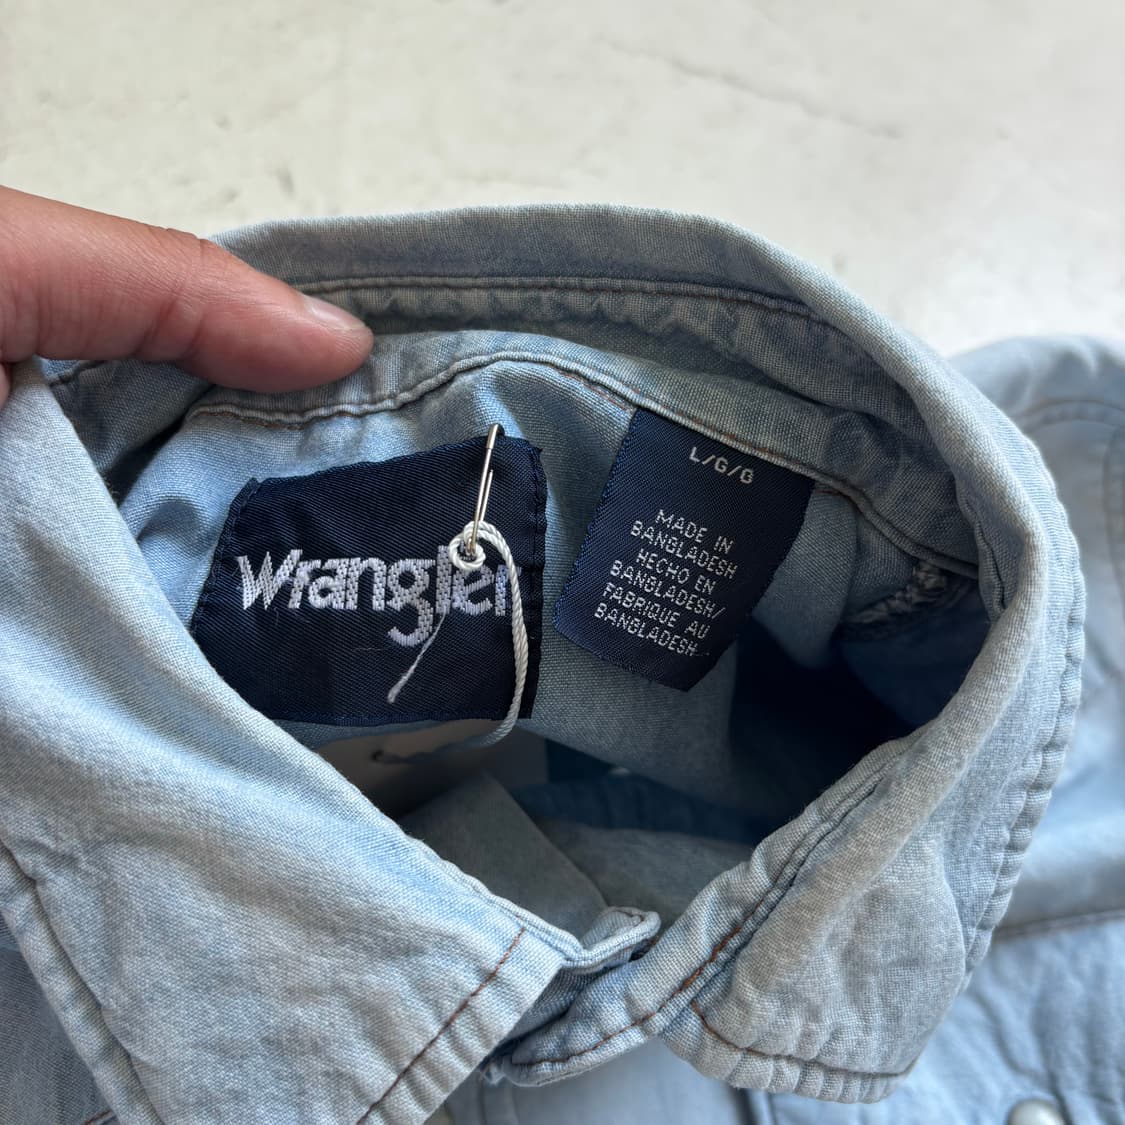 Wrangler
L/G/G
MADE IN
BANGLADESH
HECHO EN
BANGLADESH/
FABRIQUE AU
BANGLADESH